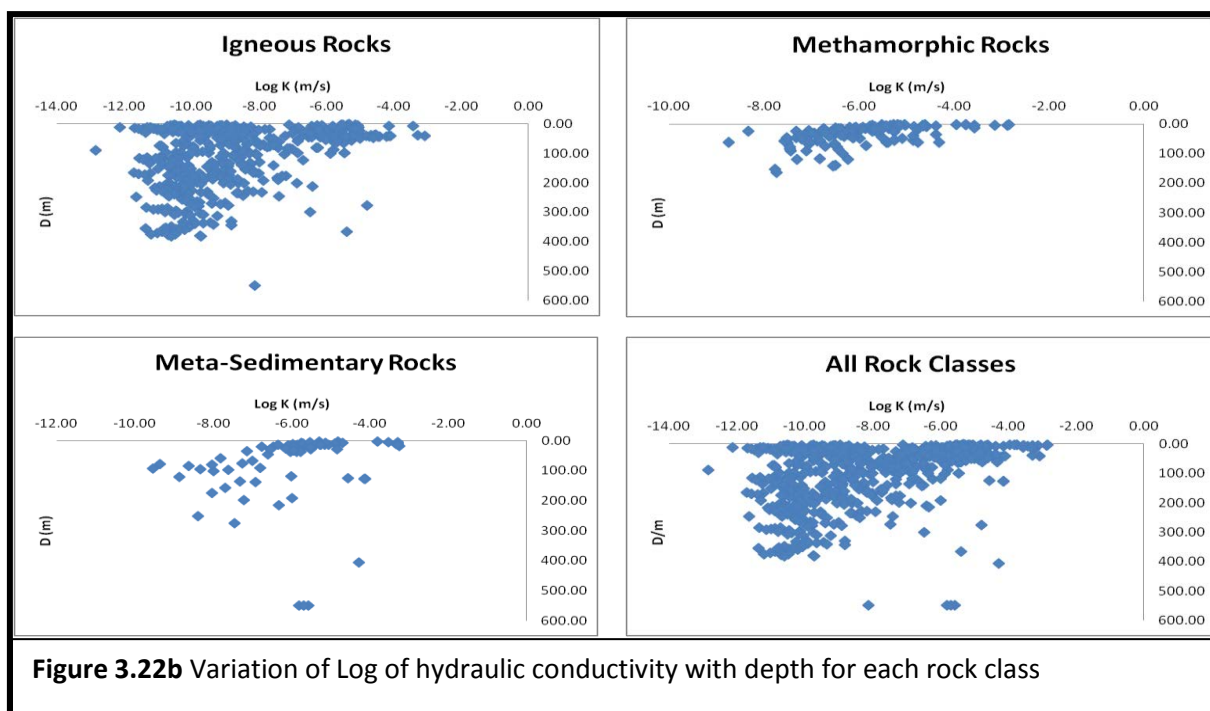 Igneous Rocks
Log K (m/s)
-14.00 -12.00 -10.00 -8.00 -6.00 -4.00 -2.00 0.00
0.00
100.00
200.00
300.00
400.00
500.00
600.00
D (m)
Methamorphic Rocks
Log K (m/s)
-10.00 -8.00 -6.00 -4.00 -2.00 0.00
0.00
100.00
200.00
300.00
400.00
500.00
600.00
D (m)
Meta-Sedimentary Rocks
Log K (m/s)
-12.00 -10.00 -8.00 -6.00 -4.00 -2.00 0.00
0.00
100.00
200.00
300.00
400.00
500.00
600.00
D (m)
All Rock Classes
Log K (m/s)
-14.00 -12.00 -10.00 -8.00 -6.00 -4.00 -2.00 0.00
0.00
100.00
200.00
300.00
400.00
500.00
600.00
D/m
Figure 3.22b Variation of Log of hydraulic conductivity with depth for each rock class